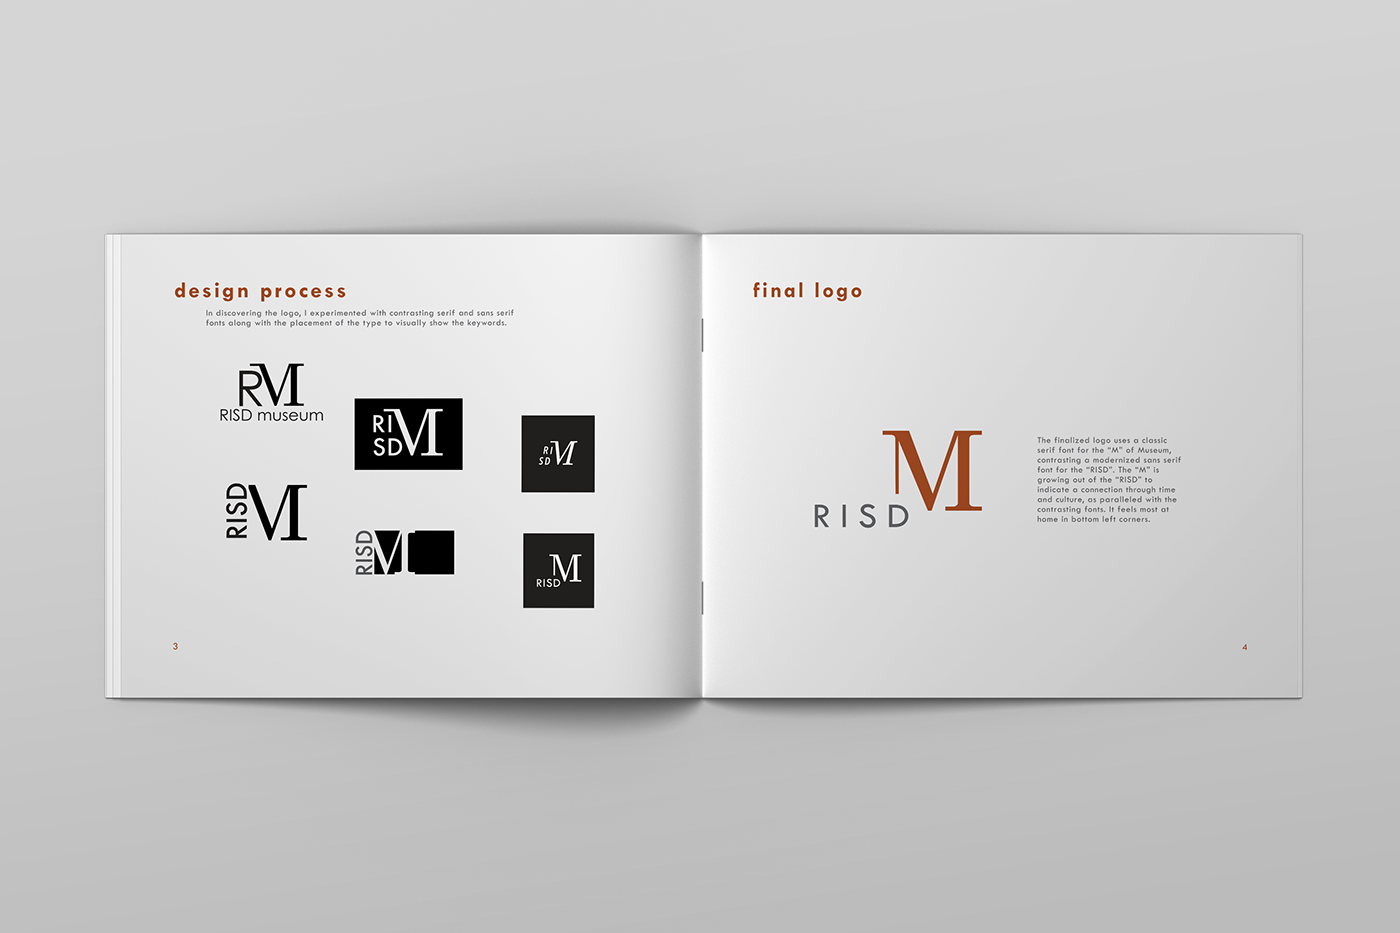 design process
In discovering the logo, I experimented with contrasting serif and sans serif
fonts along with the placement of the type to visually show the keywords.
RM
RISD museum
RI
SD M
RI
SD M
RISD M
RISD M
RISD M
3
final logo
RISD M
The finalized logo uses a classic
serif font for the “M” of Museum,
contrasting a modernized sans serif
font for the “RISD”. The “M” is
growing out of the “RISD” to
indicate a connection through time
and culture, as paralleled with the
contrasting fonts. It feels most at
home in bottom left corners.
4